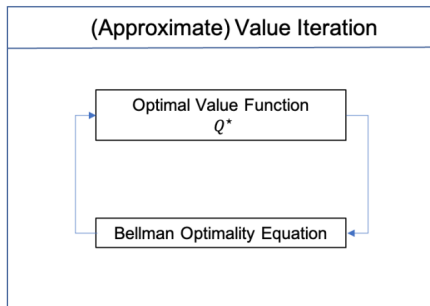 (Approximate) Value Iteration
Optimal Value Function
Q*
Bellman Optimality Equation